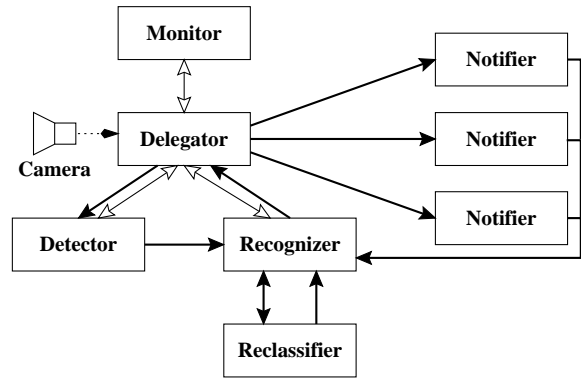 Monitor
Notifier
Delegator
Notifier
Camera
Notifier
Detector
Recognizer
Reclassifier